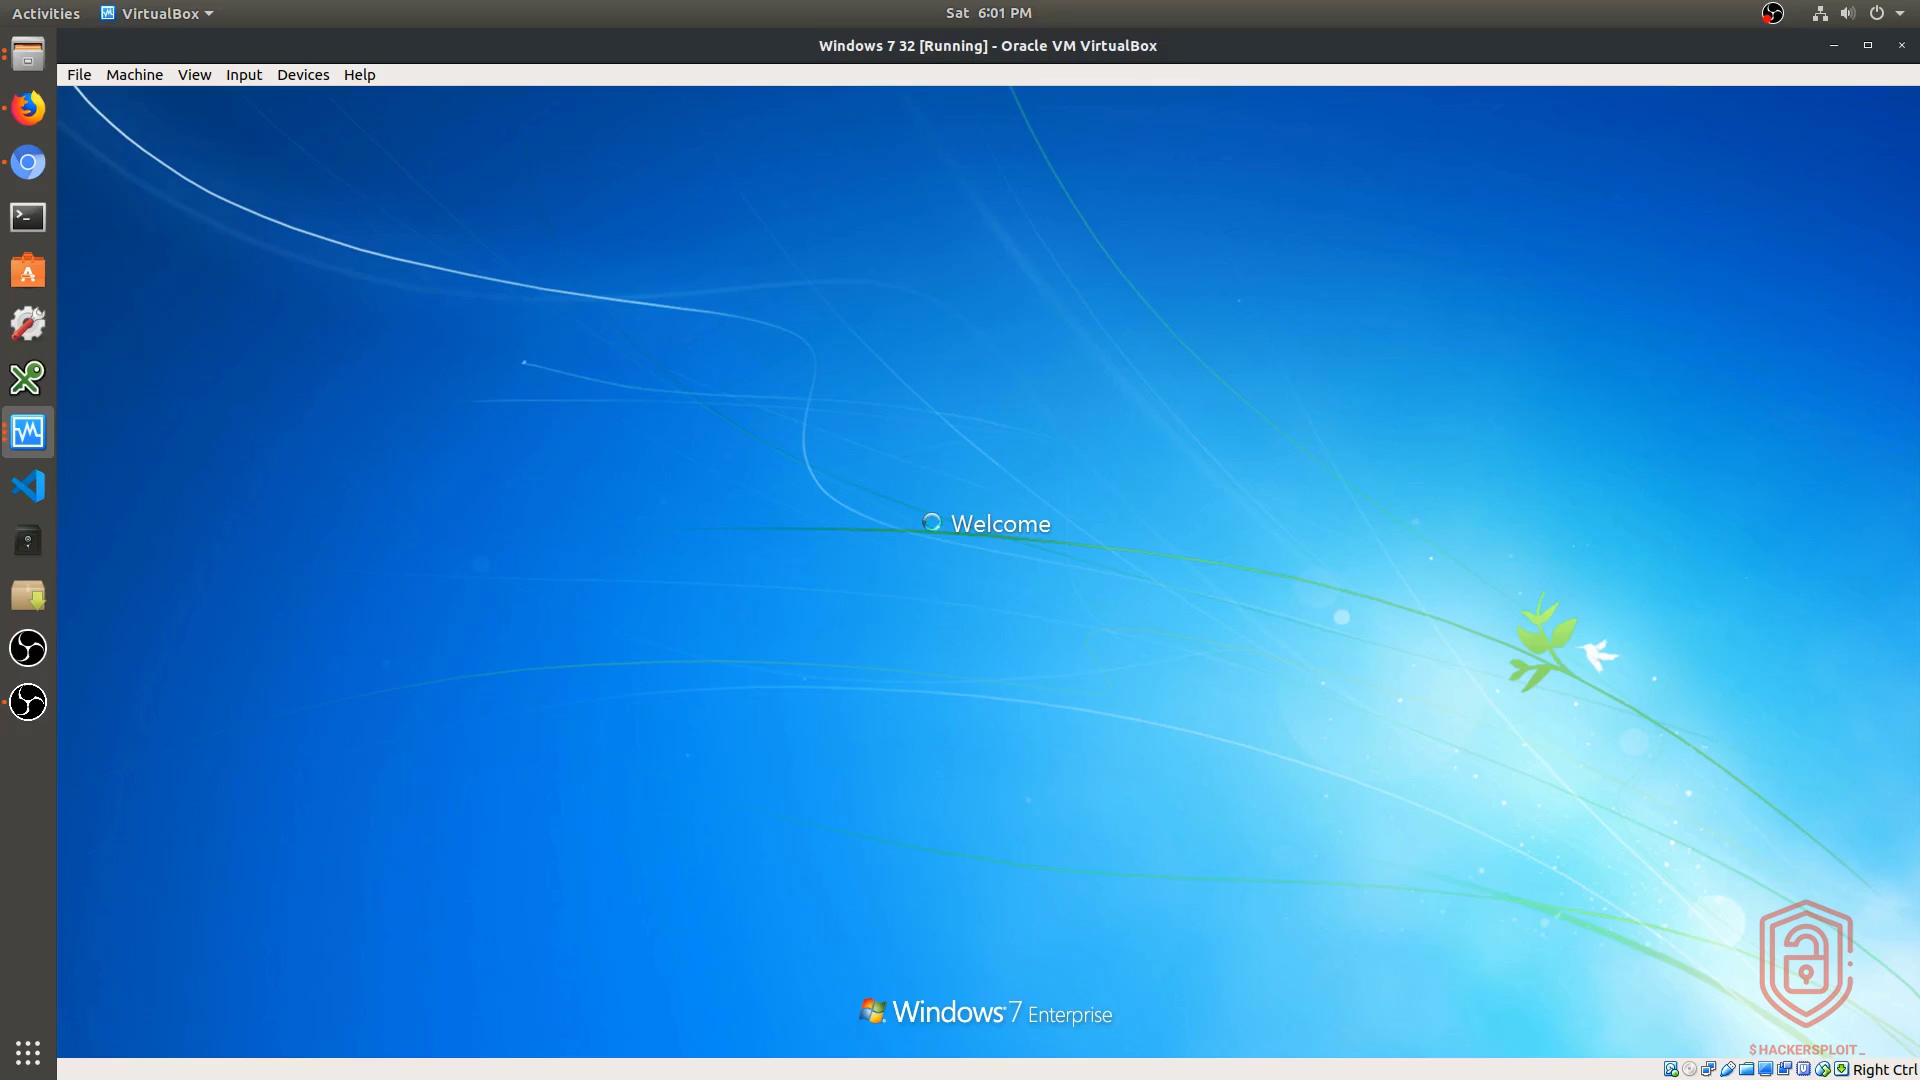 Activities
VirtualBox
Sat 6:01 PM
Windows 7 32 [Running] - Oracle VM VirtualBox
File Machine View Input Devices Help
Welcome
Windows 7 Enterprise
$HACKERSPLOIT_
Right Ctrl